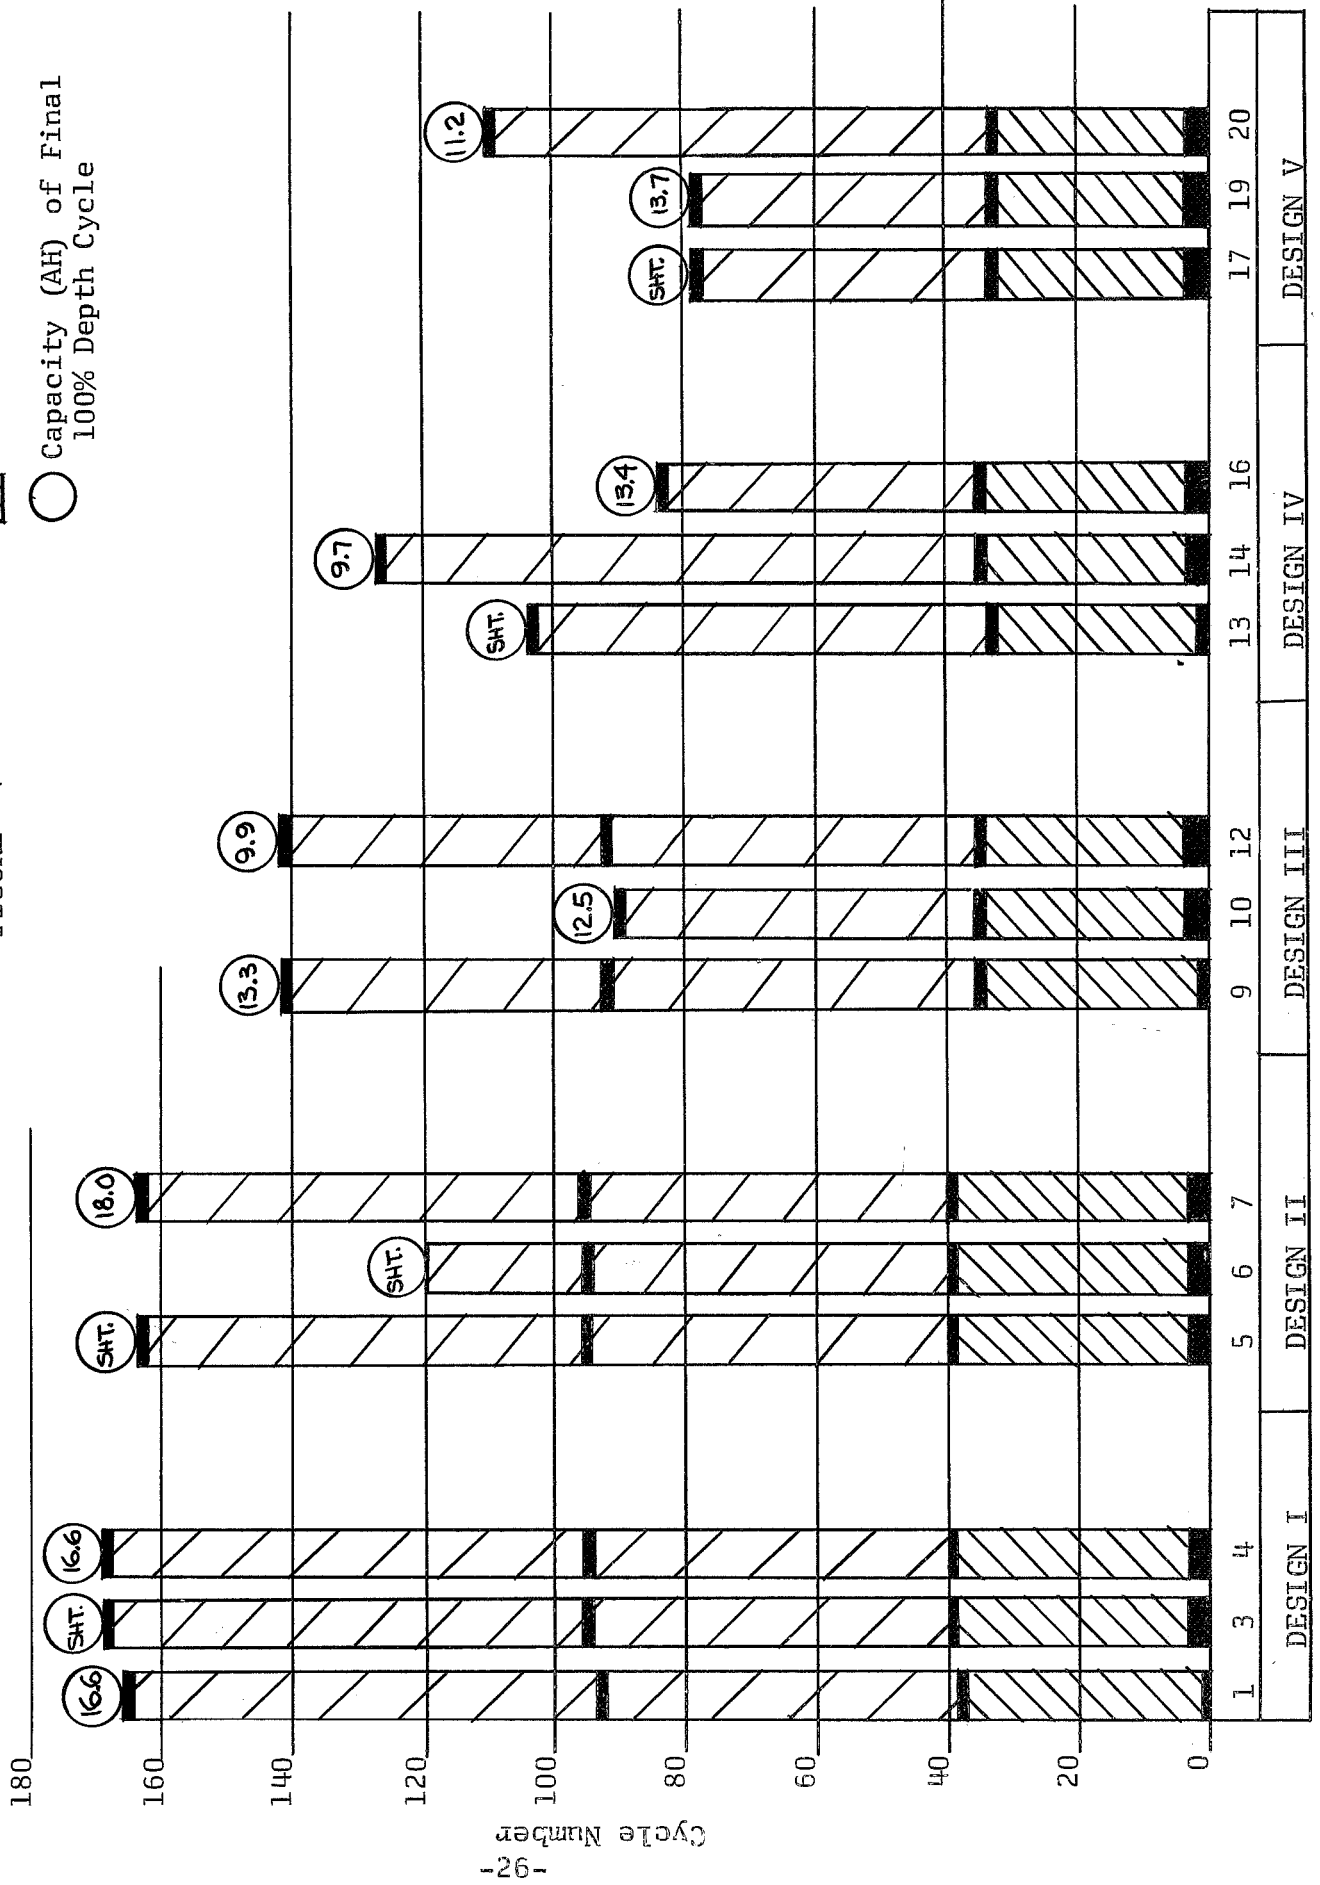 Capacity (AH) of Final
100% Depth Cycle
180
160
140
120
100
80
60
40
20
0
Cycle Number
16.6
SHT.
16.6
SHT.
SHT.
18.0
13.3
12.5
9.9
SHT.
9.7
13.4
SHT.
13.7
11.2
1 3 4 5 6 7 9 10 12 13 14 16 17 19 20
DESIGN I DESIGN II DESIGN III DESIGN IV DESIGN V
-26-